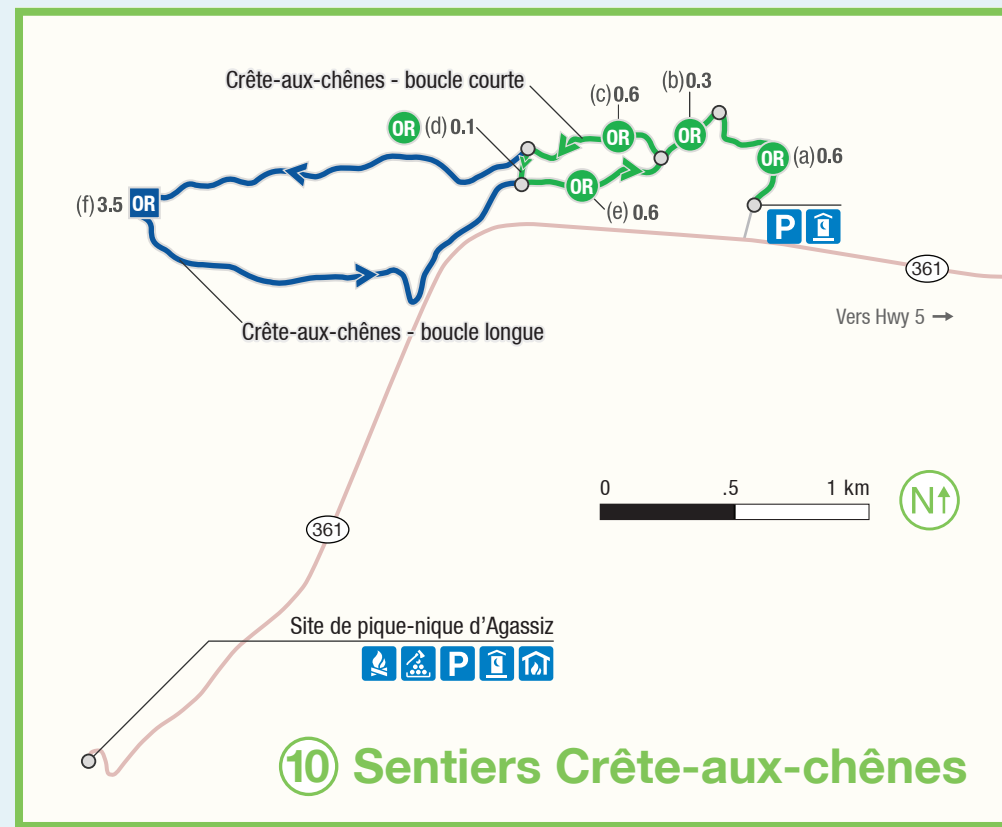 Crête-aux-chênes - boucle courte
(b) 0.3
(c) 0.6
OR
(d) 0.1
OR
OR
OR
(a) 0.6
(f) 3.5
OR
OR
(e) 0.6
P
361
Vers Hwy 5 →
Crête-aux-chênes - boucle longue
0 .5 1 km
N↑
361
Site de pique-nique d'Agassiz
P
10 Sentiers Crête-aux-chênes